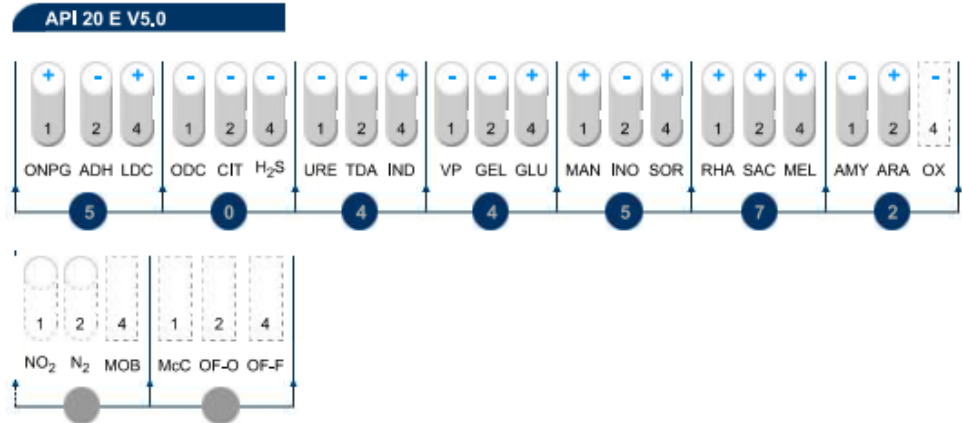 API 20 E V5.0
+ - + - - - - - + - - + + - + + + + - + -
1 2 4 1 2 4 1 2 4 1 2 4 1 2 4 1 2 4 1 2 4
ONPG ADH LDC ODC CIT H₂S URE TDA IND VP GEL GLU MAN INO SOR RHA SAC MEL AMY ARA OX
5 0 4 4 5 7 2
1 2 4 1 2 4
NO₂ N₂ MOB McC OF-O OF-F